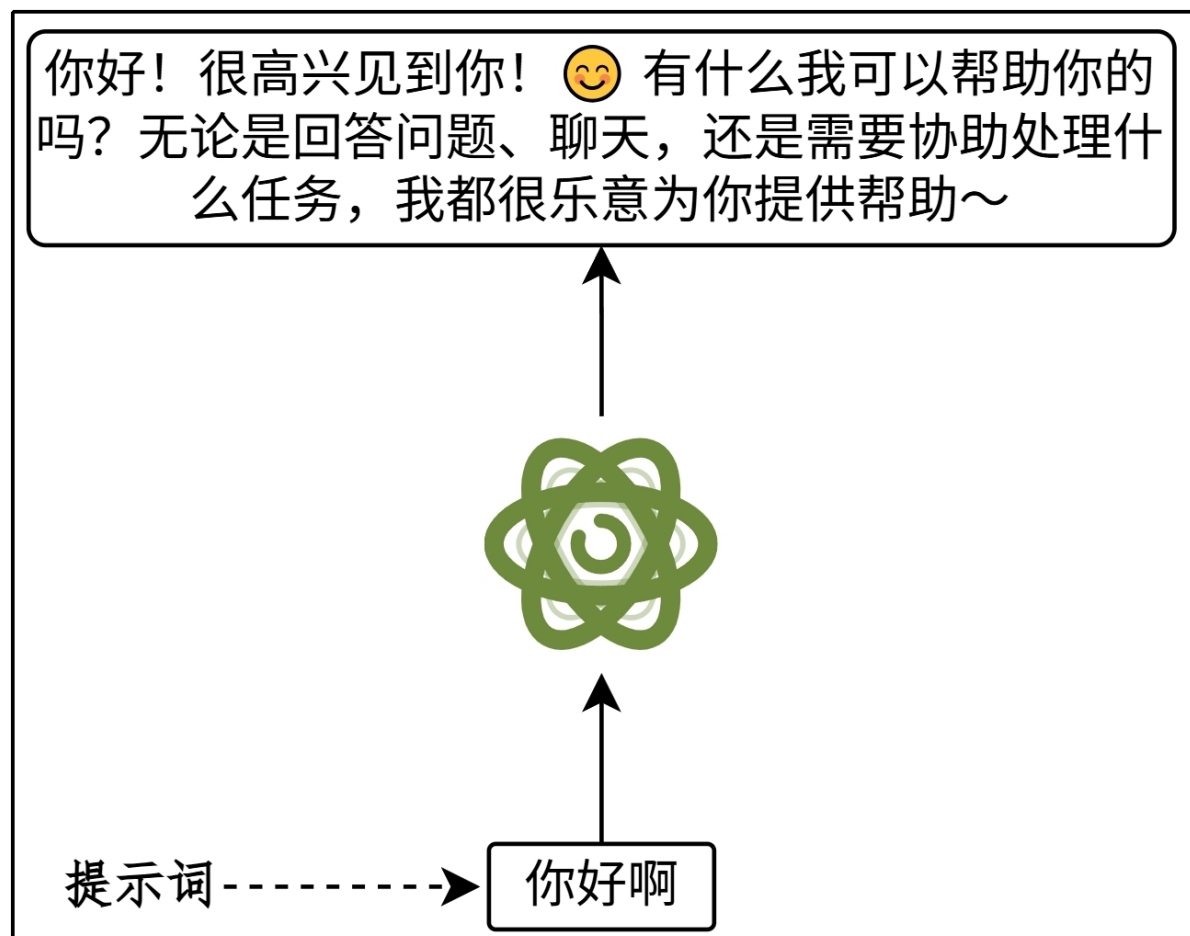 你好！很高兴见到你！😊 有什么我可以帮助你的
吗？无论是回答问题、聊天，还是需要协助处理什
么任务，我都很乐意为你提供帮助～
提示词
你好啊